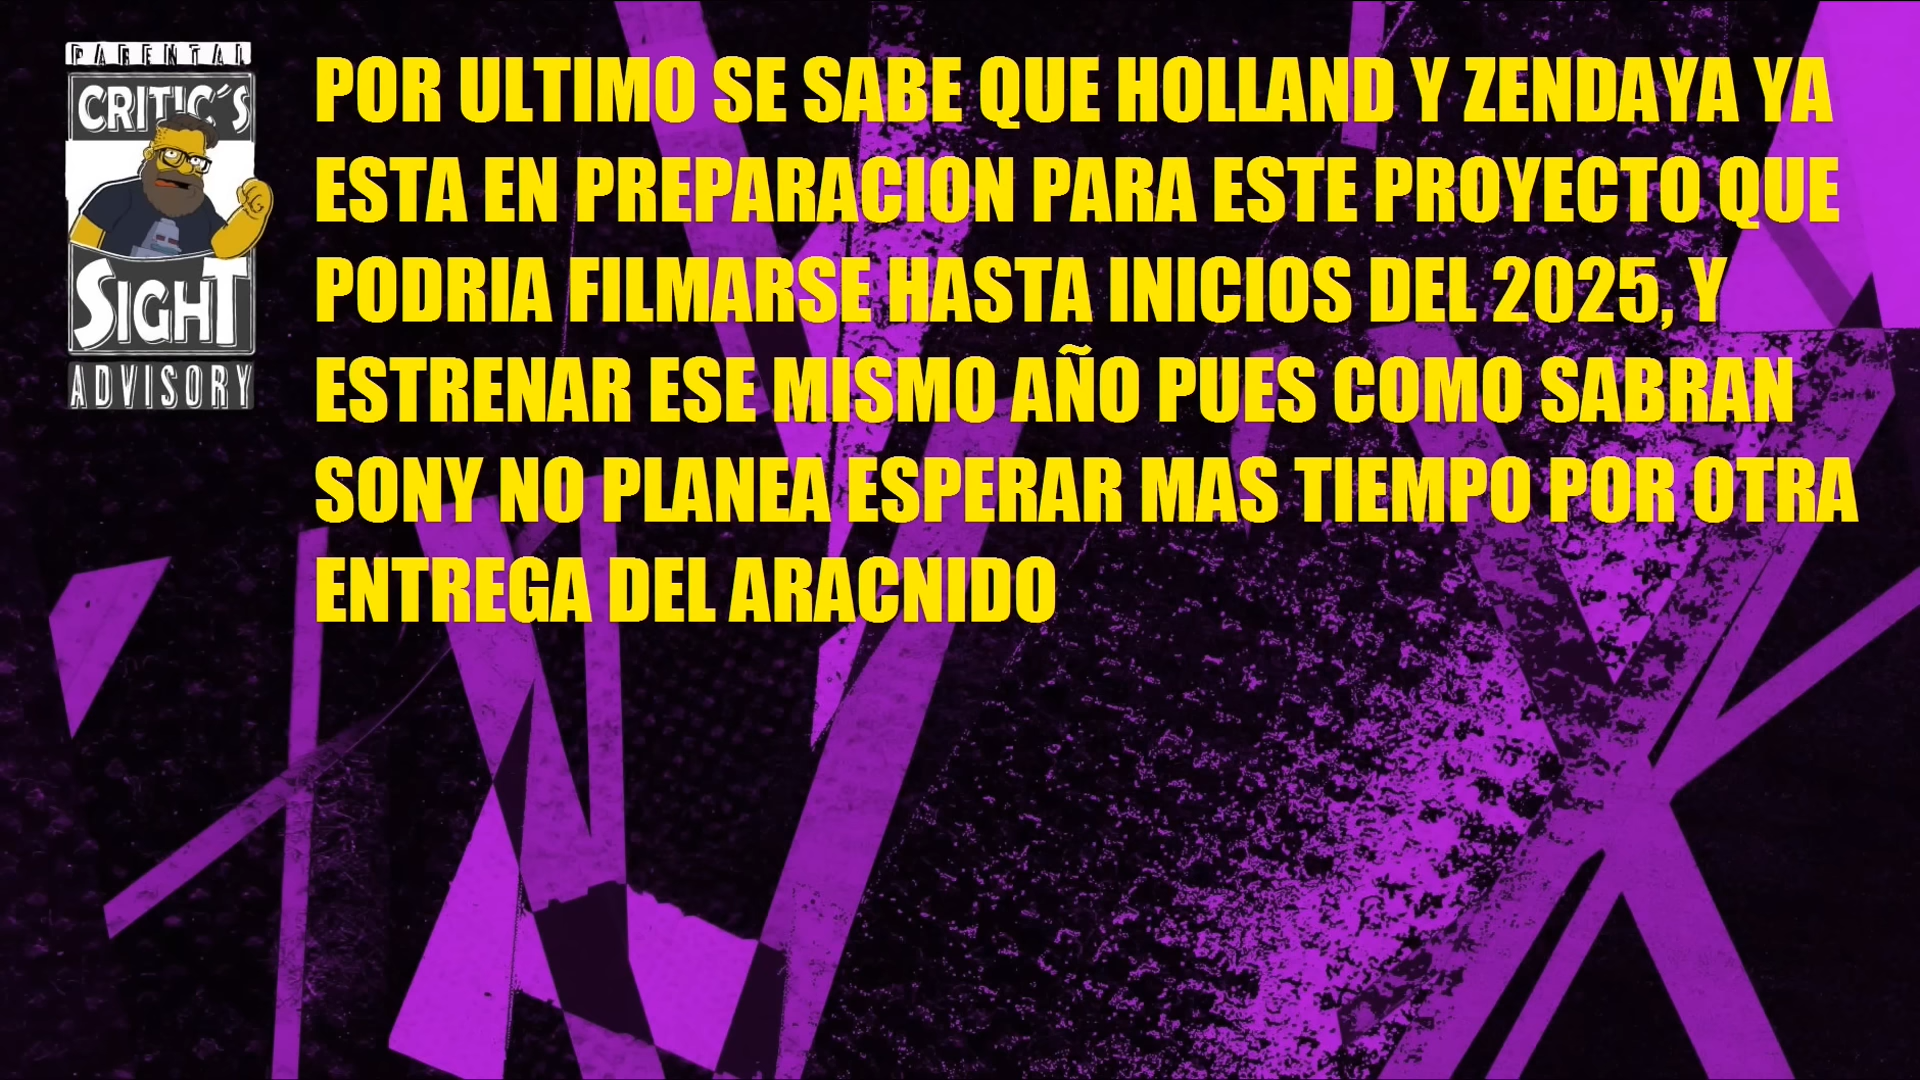 PARENTAL
CRITIC´S
SIGHT
ADVISORY
POR ULTIMO SE SABE QUE HOLLAND Y ZENDAYA YA
ESTA EN PREPARACION PARA ESTE PROYECTO QUE
PODRIA FILMARSE HASTA INICIOS DEL 2025, Y
ESTRENAR ESE MISMO AÑO PUES COMO SABRAN
SONY NO PLANEA ESPERAR MAS TIEMPO POR OTRA
ENTREGA DEL ARACNIDO